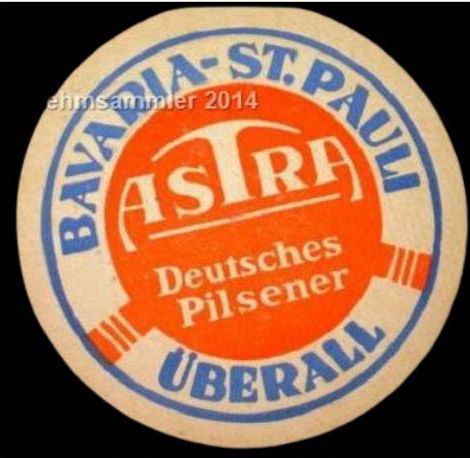 BAVARIA-ST.PAULI
ehmsammler 2014
ASTRA
Deutsches
Pilsener
ÜBERALL